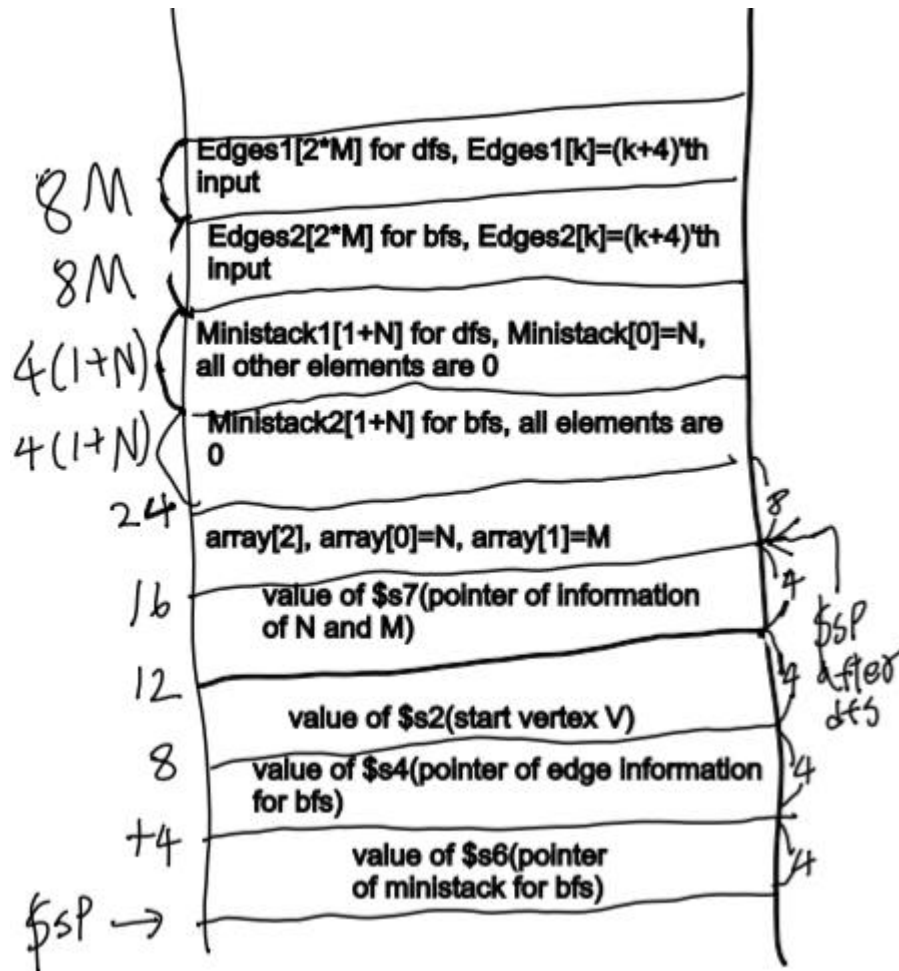 Edges1[2*M] for dfs, Edges1[k]=(k+4)'th
input
8M
Edges2[2*M] for bfs, Edges2[k]=(k+4)'th
input
8M
Ministack1[1+N] for dfs, Ministack[0]=N,
all other elements are 0
4(1+N)
Ministack2[1+N] for bfs, all elements are
0
4(1+N)
24
8
array[2], array[0]=N, array[1]=M
16
value of $s7(pointer of information
of N and M)
4
$sp
after
dfs
12
value of $s2(start vertex V)
4
8
value of $s4(pointer of edge information
for bfs)
4
+4
value of $s6(pointer
of ministack for bfs)
4
$sp →